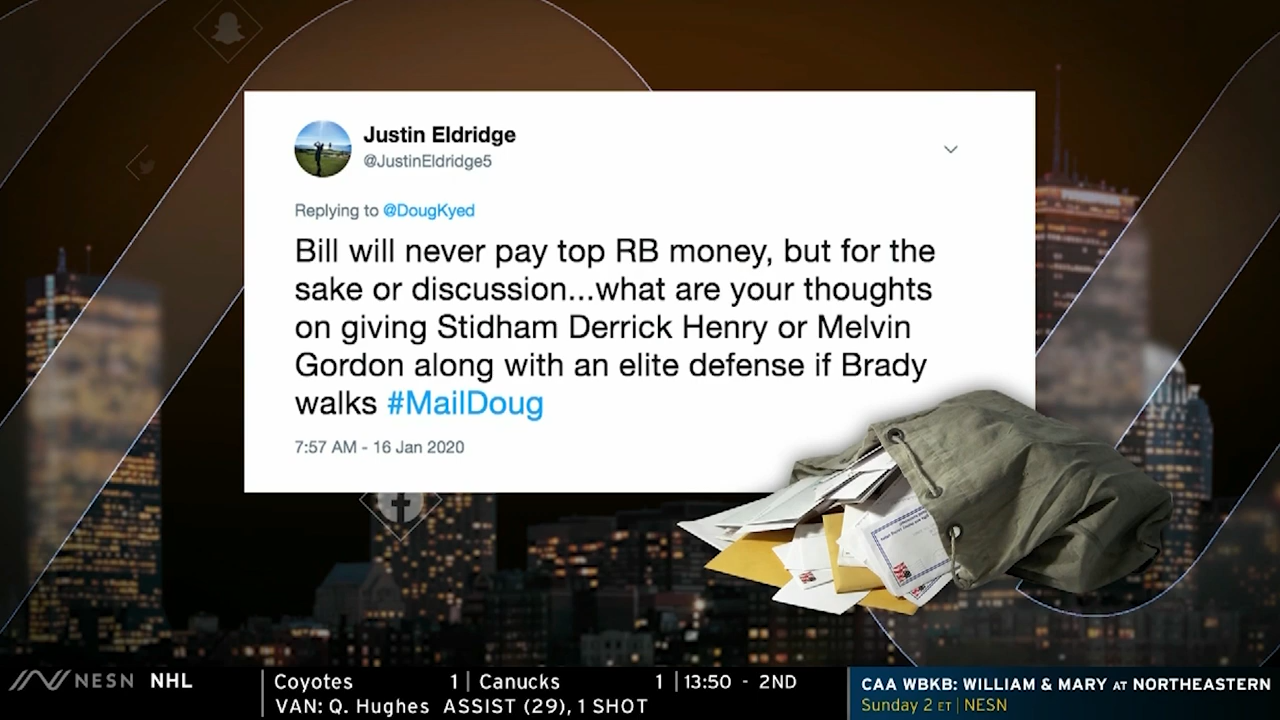 Justin Eldridge
@JustinEldridge5
Replying to @DougKyed
Bill will never pay top RB money, but for the
sake or discussion...what are your thoughts
on giving Stidham Derrick Henry or Melvin
Gordon along with an elite defense if Brady
walks #MailDoug
7:57 AM - 16 Jan 2020
NESN NHL
Coyotes 1 Canucks 1 13:50 - 2ND
VAN: Q. Hughes ASSIST (29), 1 SHOT
CAA WBKB: WILLIAM & MARY AT NORTHEASTERN
Sunday 2 ET | NESN